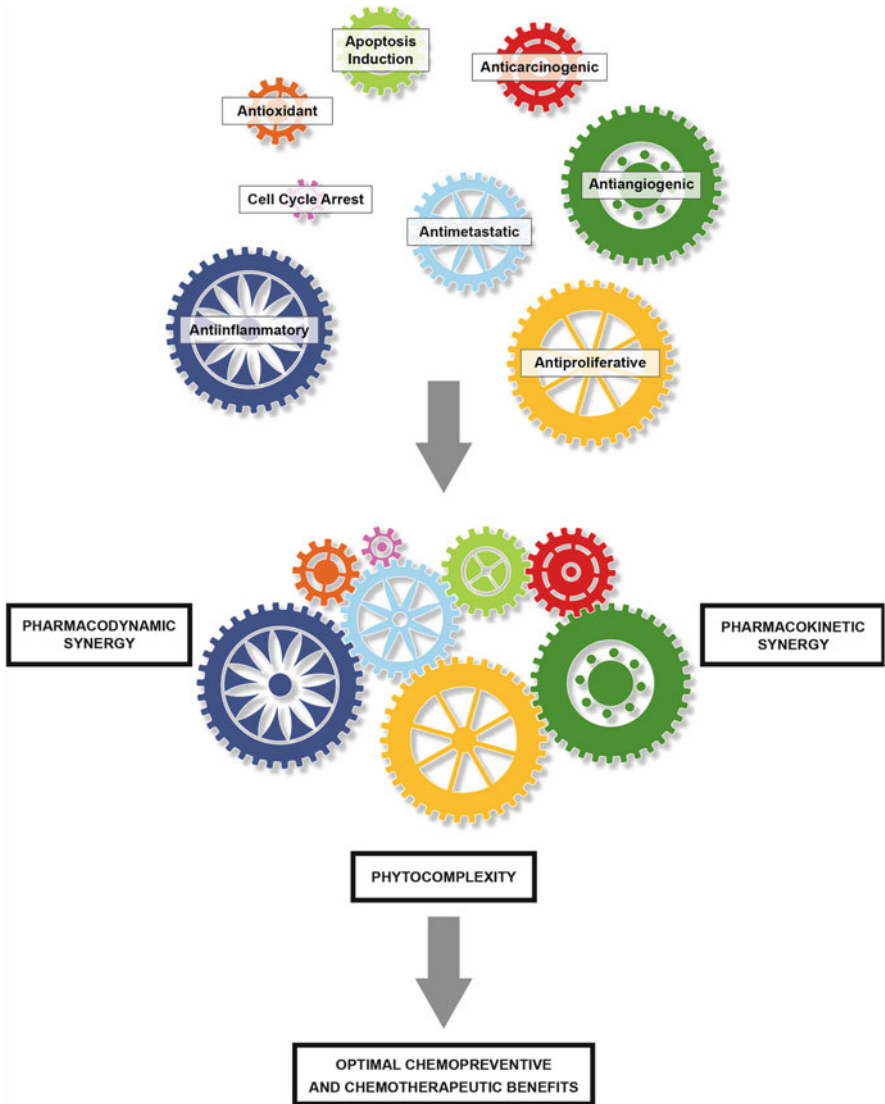 Apoptosis
Induction
Anticarcinogenic
Antioxidant
Antiangiogenic
Cell Cycle Arrest
Antimetastatic
Antiinflammatory
Antiproliferative
PHARMACODYNAMIC
SYNERGY
PHARMACOKINETIC
SYNERGY
PHYTOCOMPLEXITY
OPTIMAL CHEMOPREVENTIVE
AND CHEMOTHERAPEUTIC BENEFITS